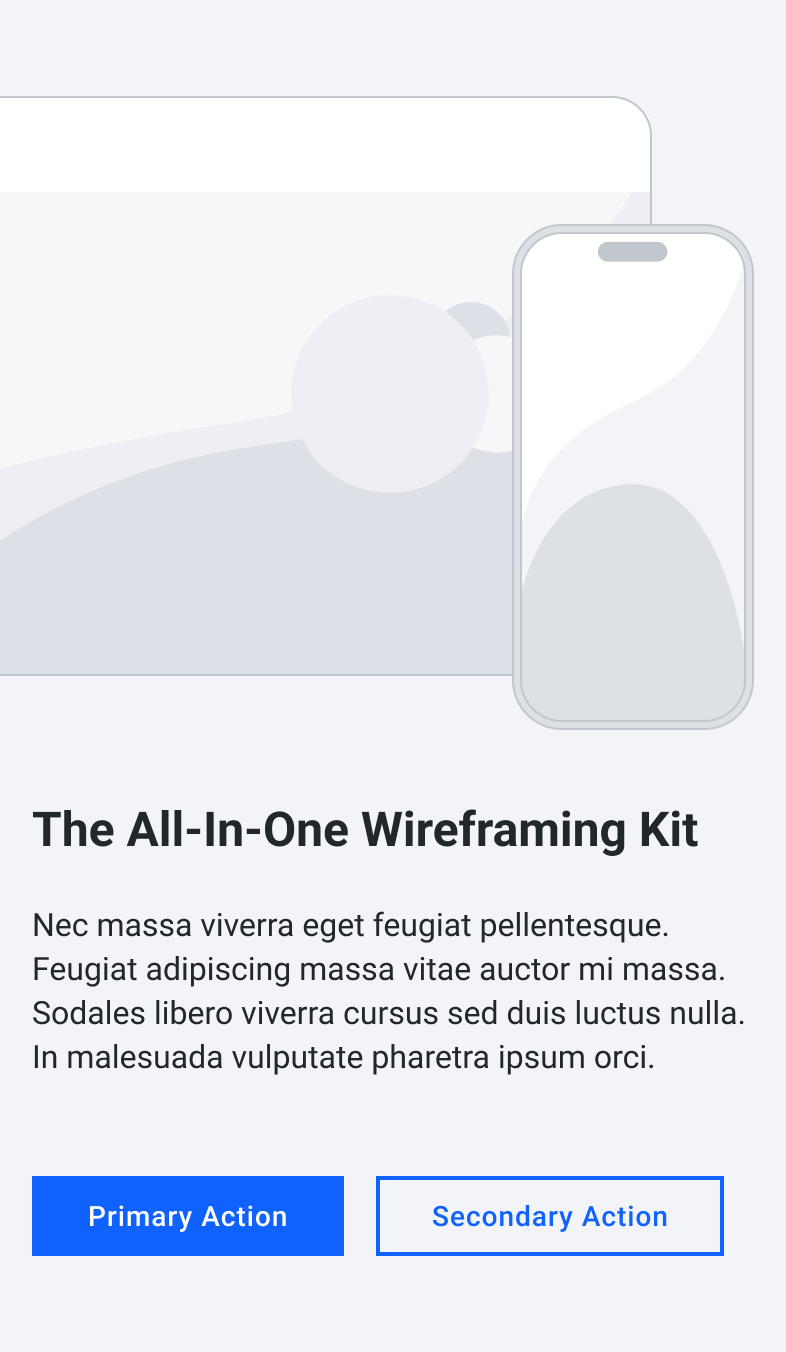 The All-In-One Wireframing Kit
Nec massa viverra eget feugiat pellentesque.
Feugiat adipiscing massa vitae auctor mi massa.
Sodales libero viverra cursus sed duis luctus nulla.
In malesuada vulputate pharetra ipsum orci.
Primary Action
Secondary Action